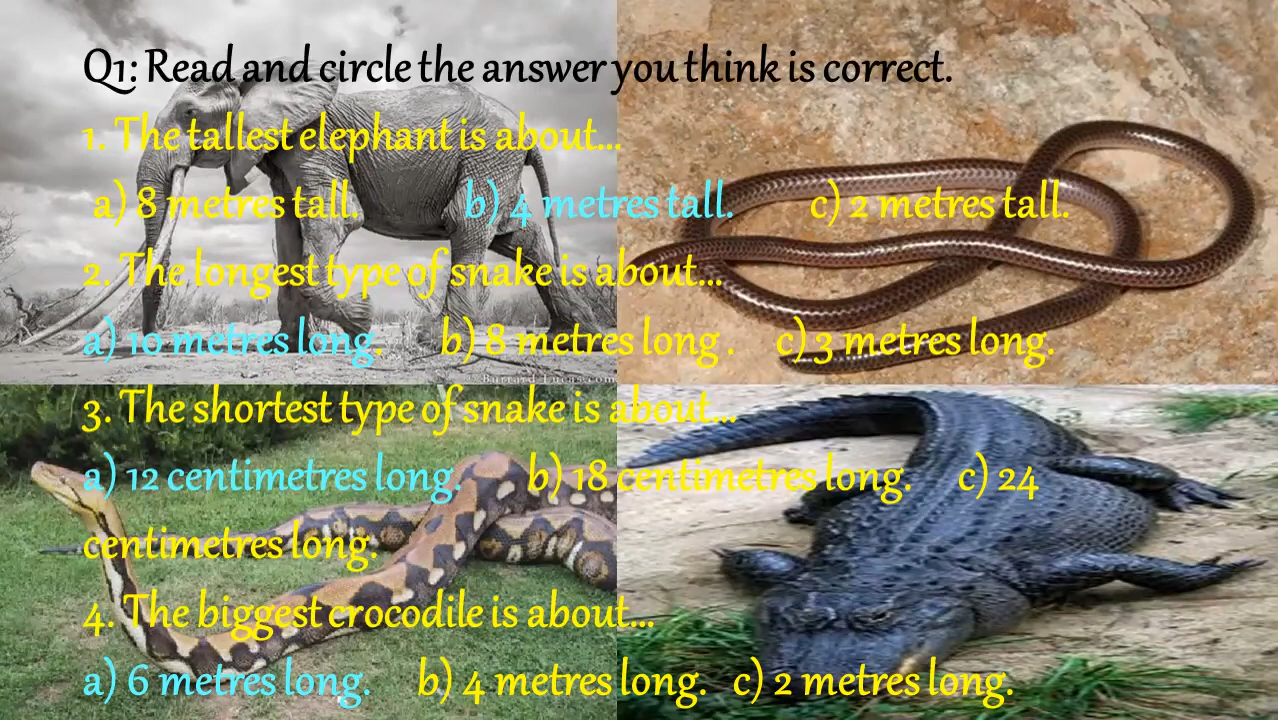 Q1: Read and circle the answer you think is correct.
1. The tallest elephant is about...
a) 8 metres tall. b) 4 metres tall. c) 2 metres tall.
2. The longest type of snake is about...
a) 10 metres long. b) 8 metres long . c) 3 metres long.
© Burrard-Lucas.com
3. The shortest type of snake is about...
a) 12 centimetres long. b) 18 centimetres long. c) 24
centimetres long.
4. The biggest crocodile is about...
a) 6 metres long. b) 4 metres long. c) 2 metres long.